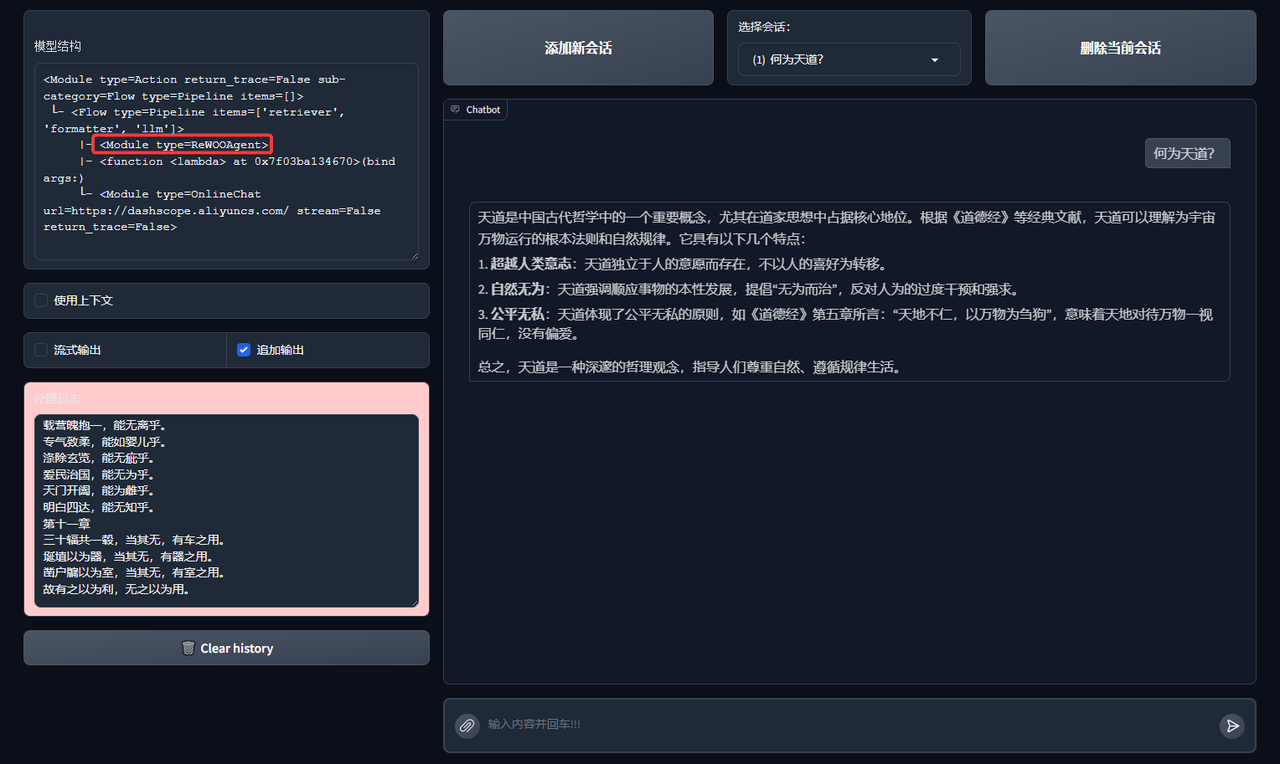 模型结构
<Module type=Action return_trace=False sub-
category=Flow type=Pipeline items=[]>
└- <Flow type=Pipeline items=['retriever',
'formatter', 'llm']>
|- <Module type=ReWOOAgent>
|- <function <lambda> at 0x7f03ba134670>(bind
args:)
└- <Module type=OnlineChat
url=https://dashscope.aliyuncs.com/ stream=False
return_trace=False>
使用上下文
流式输出
追加输出
处理日志
载营魄抱一，能无离乎。
专气致柔，能如婴儿乎。
涤除玄览，能无疵乎。
爱民治国，能无为乎。
天门开阖，能为雌乎。
明白四达，能无知乎。
第十一章
三十辐共一毂，当其无，有车之用。
埏埴以为器，当其无，有器之用。
凿户牖以为室，当其无，有室之用。
故有之以为利，无之以为用。
Clear history
添加新会话
选择会话：
(1) 何为天道？
删除当前会话
Chatbot
何为天道？
天道是中国古代哲学中的一个重要概念，尤其在道家思想中占据核心地位。根据《道德经》等经典文献，天道可以理解为宇宙
万物运行的根本法则和自然规律。它具有以下几个特点：
1. 超越人类意志：天道独立于人的意愿而存在，不以人的喜好为转移。
2. 自然无为：天道强调顺应事物的本性发展，提倡“无为而治”，反对人为的过度干预和强求。
3. 公平无私：天道体现了公平无私的原则，如《道德经》第五章所言：“天地不仁，以万物为刍狗”，意味着天地对待万物一视
同仁，没有偏爱。
总之，天道是一种深邃的哲理观念，指导人们尊重自然、遵循规律生活。
输入内容并回车!!!